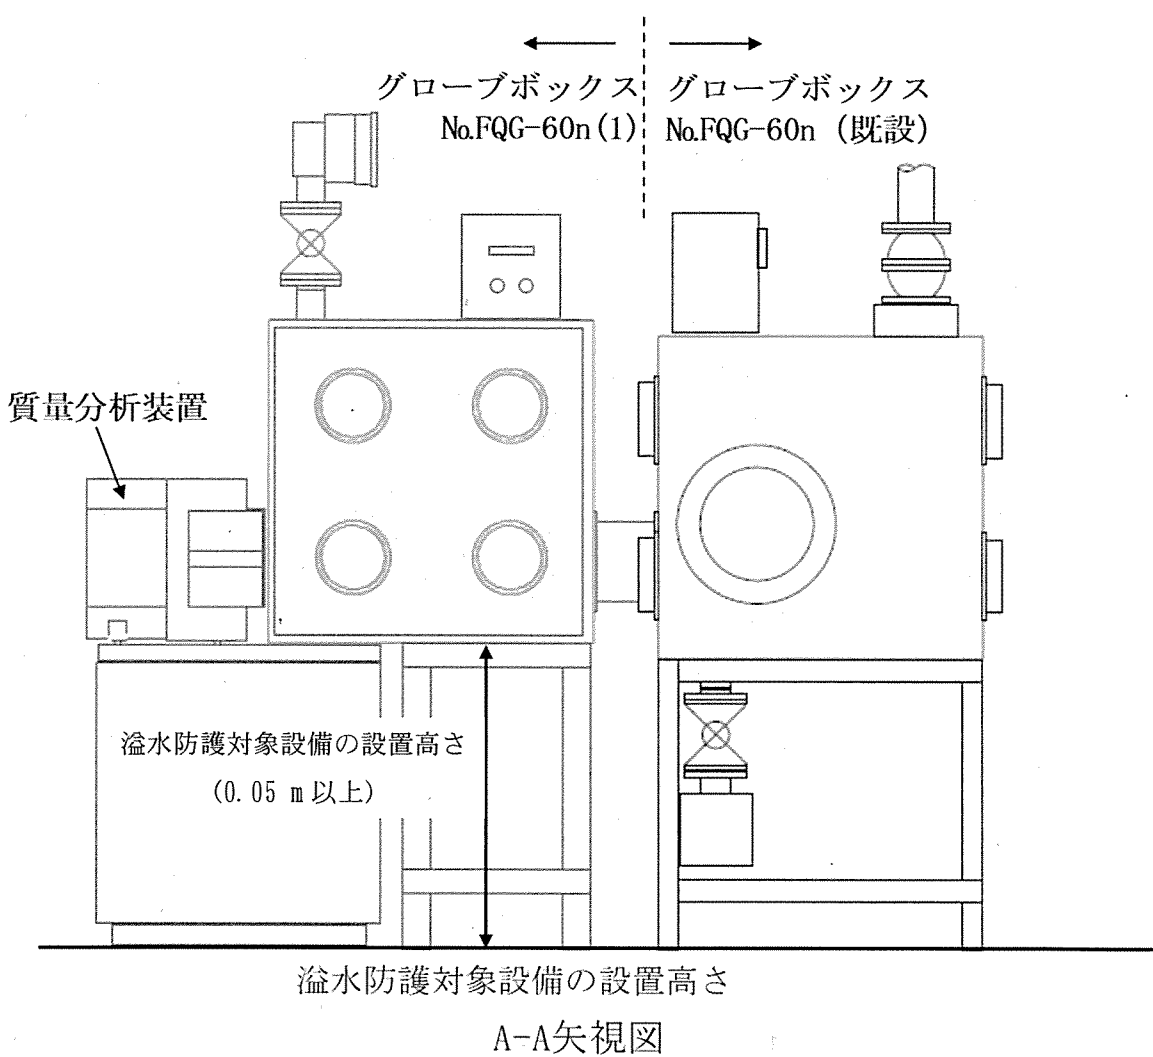 グローブボックス
No.FQG-60n(1)
グローブボックス
No.FQG-60n (既設)
質量分析装置
溢水防護対象設備の設置高さ
(0.05 m以上)
溢水防護対象設備の設置高さ
A-A矢視図